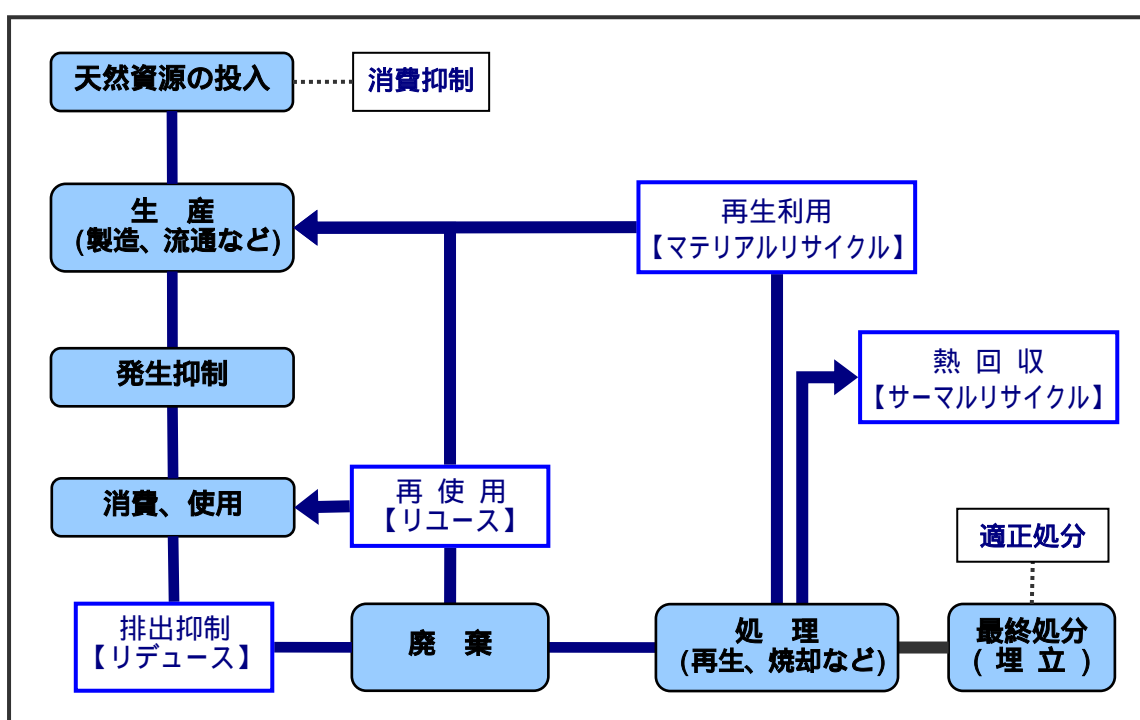 天然資源の投入
消費抑制
生　産
(製造、流通など)
再生利用
【マテリアルリサイクル】
発生抑制
熱 回 収
【サーマルリサイクル】
消費、使用
再 使 用
【リユース】
適正処分
排出抑制
【リデュース】
廃　棄
処　理
(再生、焼却など)
最終処分
( 埋 立 )